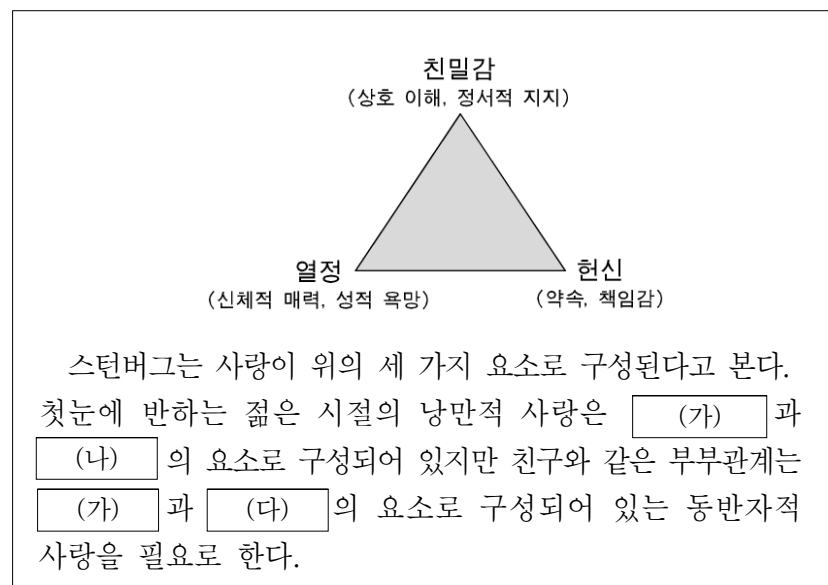 친밀감
(상호 이해, 정서적 지지)
열정
헌신
(신체적 매력, 성적 욕망)
(약속, 책임감)
스턴버그는 사랑이 위의 세 가지 요소로 구성된다고 본다.
첫눈에 반하는 젊은 시절의 낭만적 사랑은 (가) 과
(나) 의 요소로 구성되어 있지만 친구와 같은 부부관계는
(가) 과 (다) 의 요소로 구성되어 있는 동반자적
사랑을 필요로 한다.